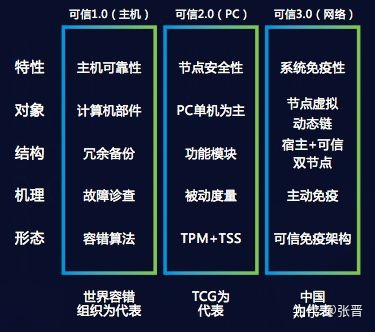 可信1.0（主机） 可信2.0（PC） 可信3.0（网络）
特性 主机可靠性 节点安全性 系统免疫性
对象 计算机部件 PC单机为主 节点虚拟
动态链
结构 冗余备份 功能模块 宿主+可信
双节点
机理 故障诊查 被动度量 主动免疫
形态 容错算法 TPM+TSS 可信免疫架构
世界容错 TCG为 中国
组织为代表 代表 为代表
@张晋